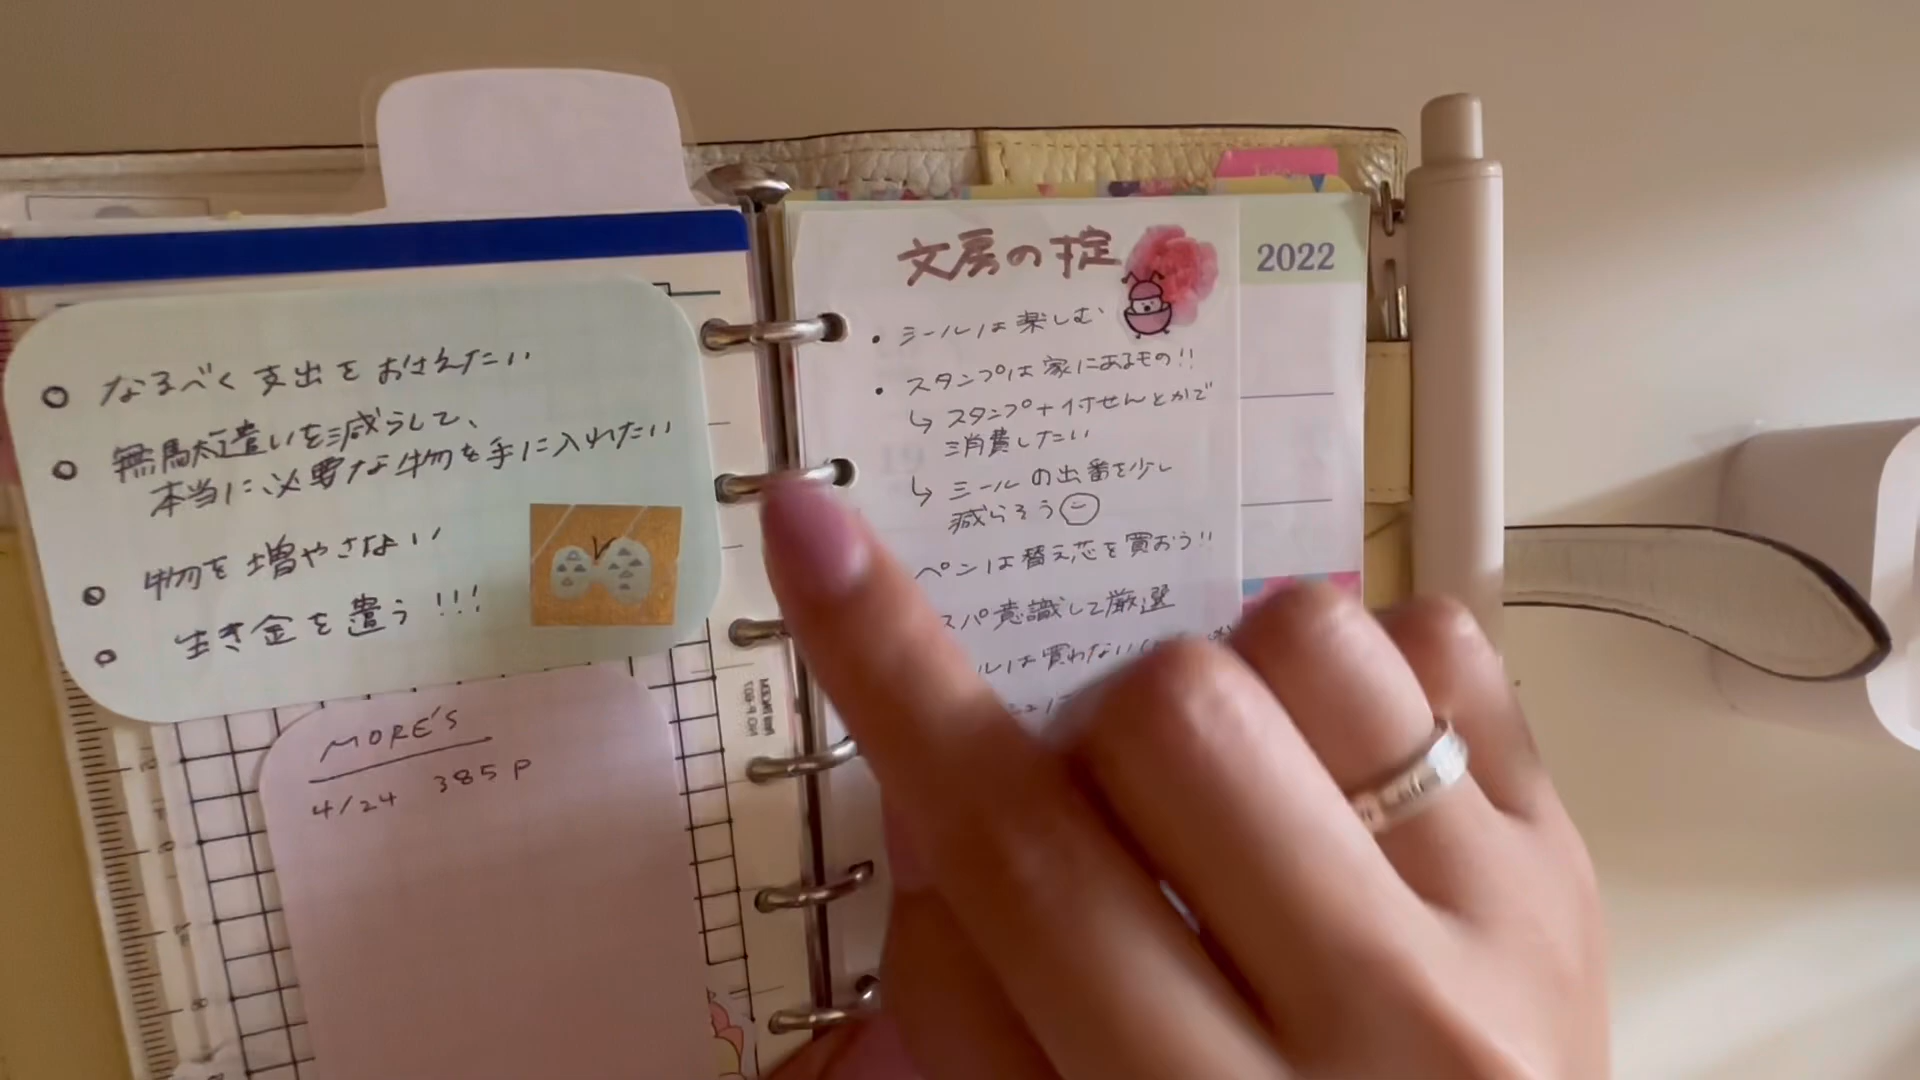 なるべく支出をおさえたい
無駄遣いを減らして、
本当に必要な物を手に入れたい
物を増やさない
生き金を遣う!!!
MORE'S
4/24 385P
文房の掟
2022
・シールは楽しむ
・スタンプは家にあるもの!!
↳ スタンプ+付せんとかで
消費したい
↳ シールの出番を少し
減らそう
ペンは替え芯を買おう!!
スパ意識して厳選
ルは買わない